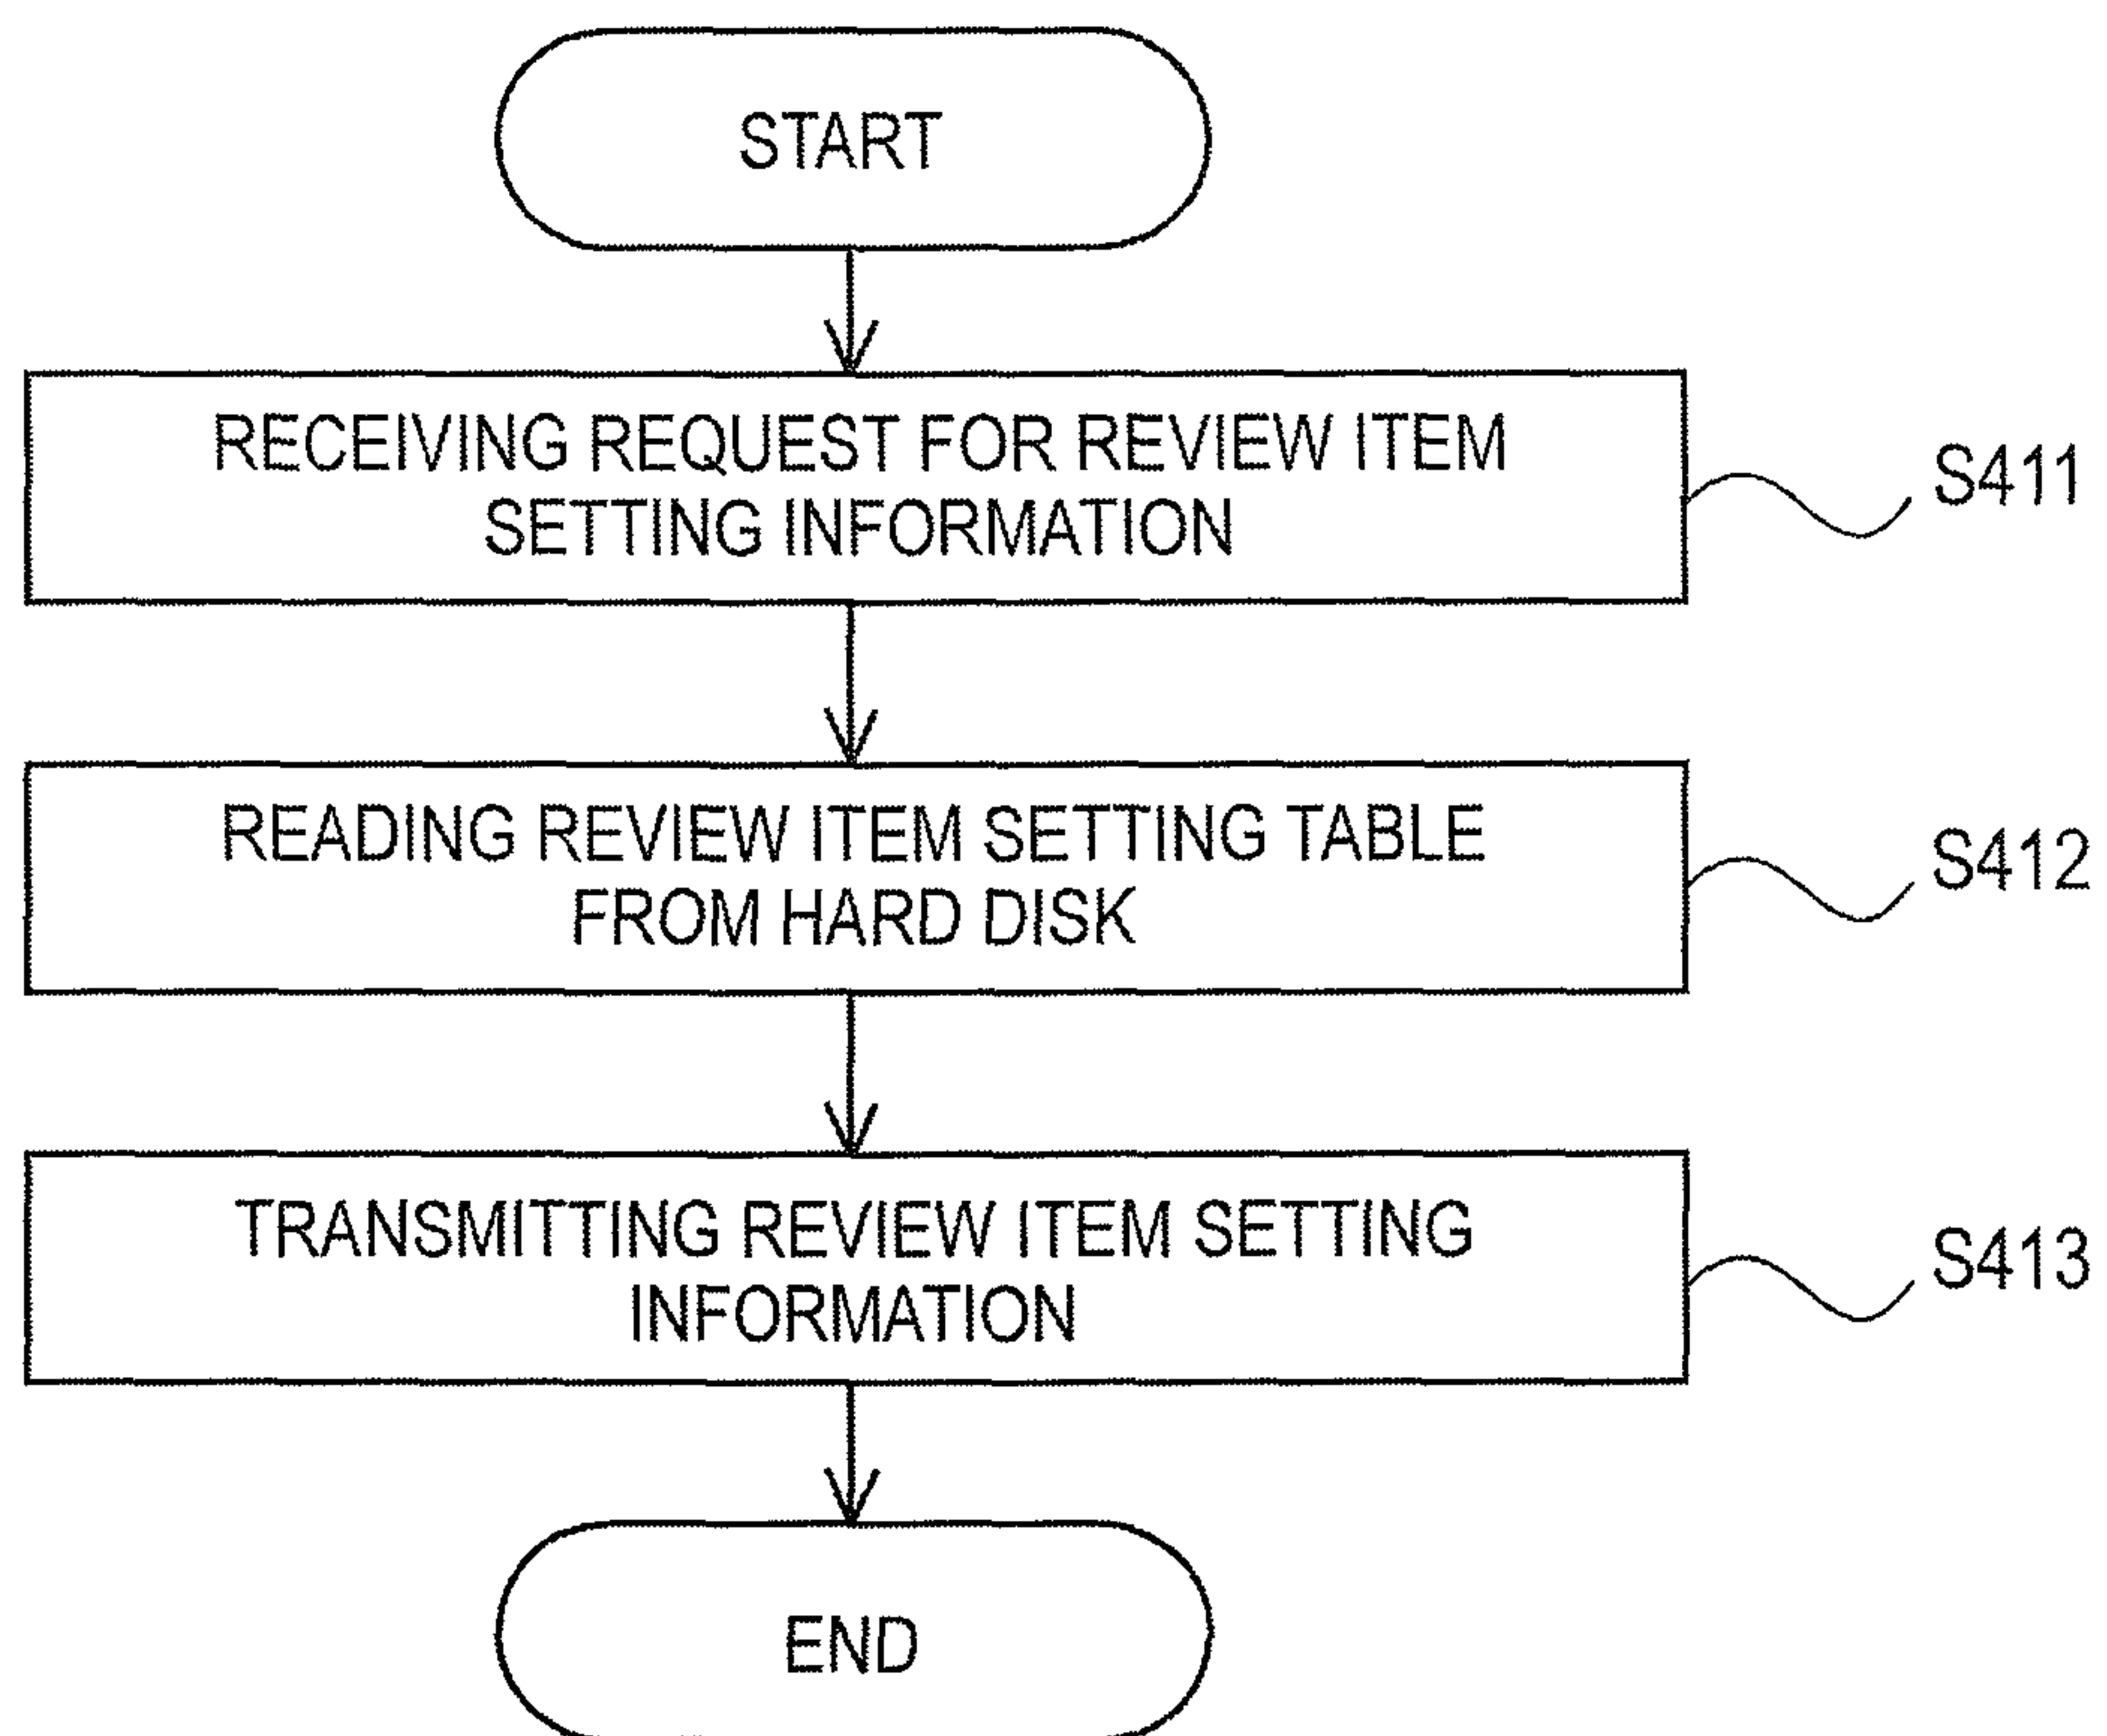 START
RECEIVING REQUEST FOR REVIEW ITEM
SETTING INFORMATION
S411
READING REVIEW ITEM SETTING TABLE
FROM HARD DISK
S412
TRANSMITTING REVIEW ITEM SETTING
INFORMATION
S413
END